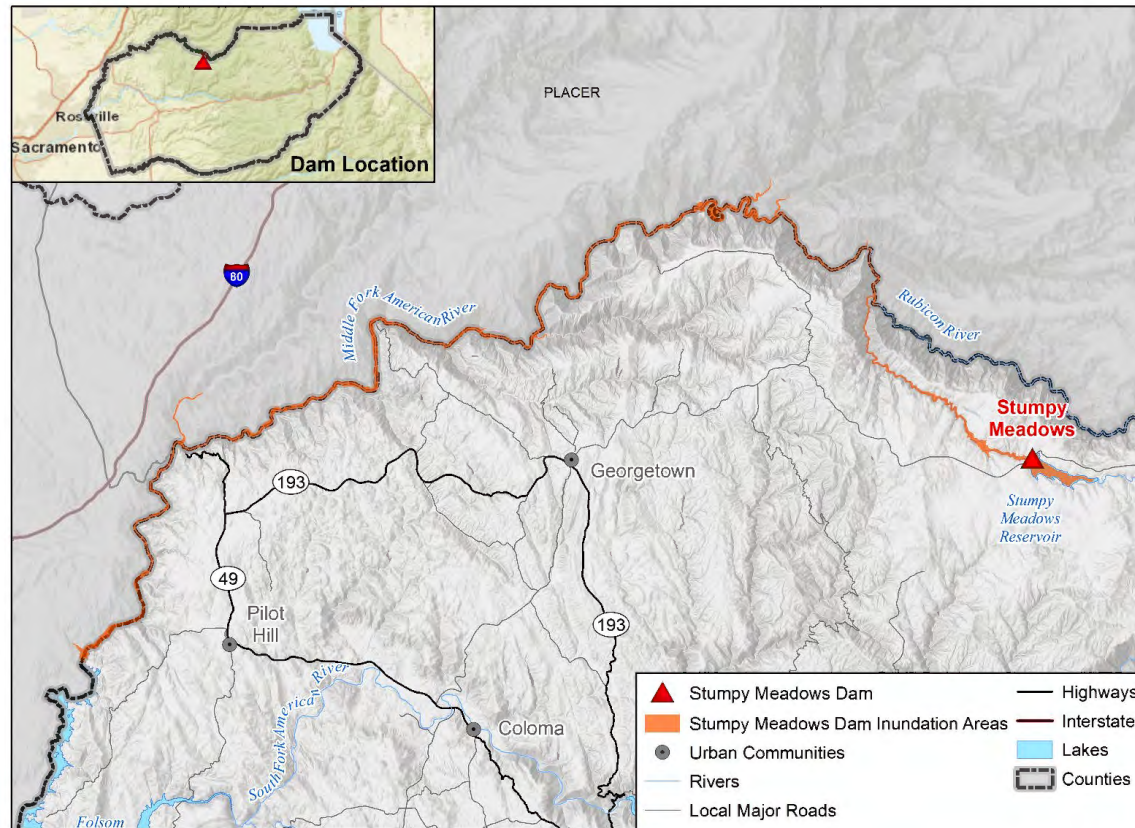 Roseville
Sacramento
Dam Location
PLACER
80
Middle Fork American River
Rubicon River
Stumpy
Meadows
Stumpy
Meadows
Reservoir
Georgetown
193
49
193
Pilot
Hill
South Fork American River
Coloma
Folsom
Stumpy Meadows Dam
Stumpy Meadows Dam Inundation Areas
Urban Communities
Rivers
Local Major Roads
Highways
Interstate
Lakes
Counties